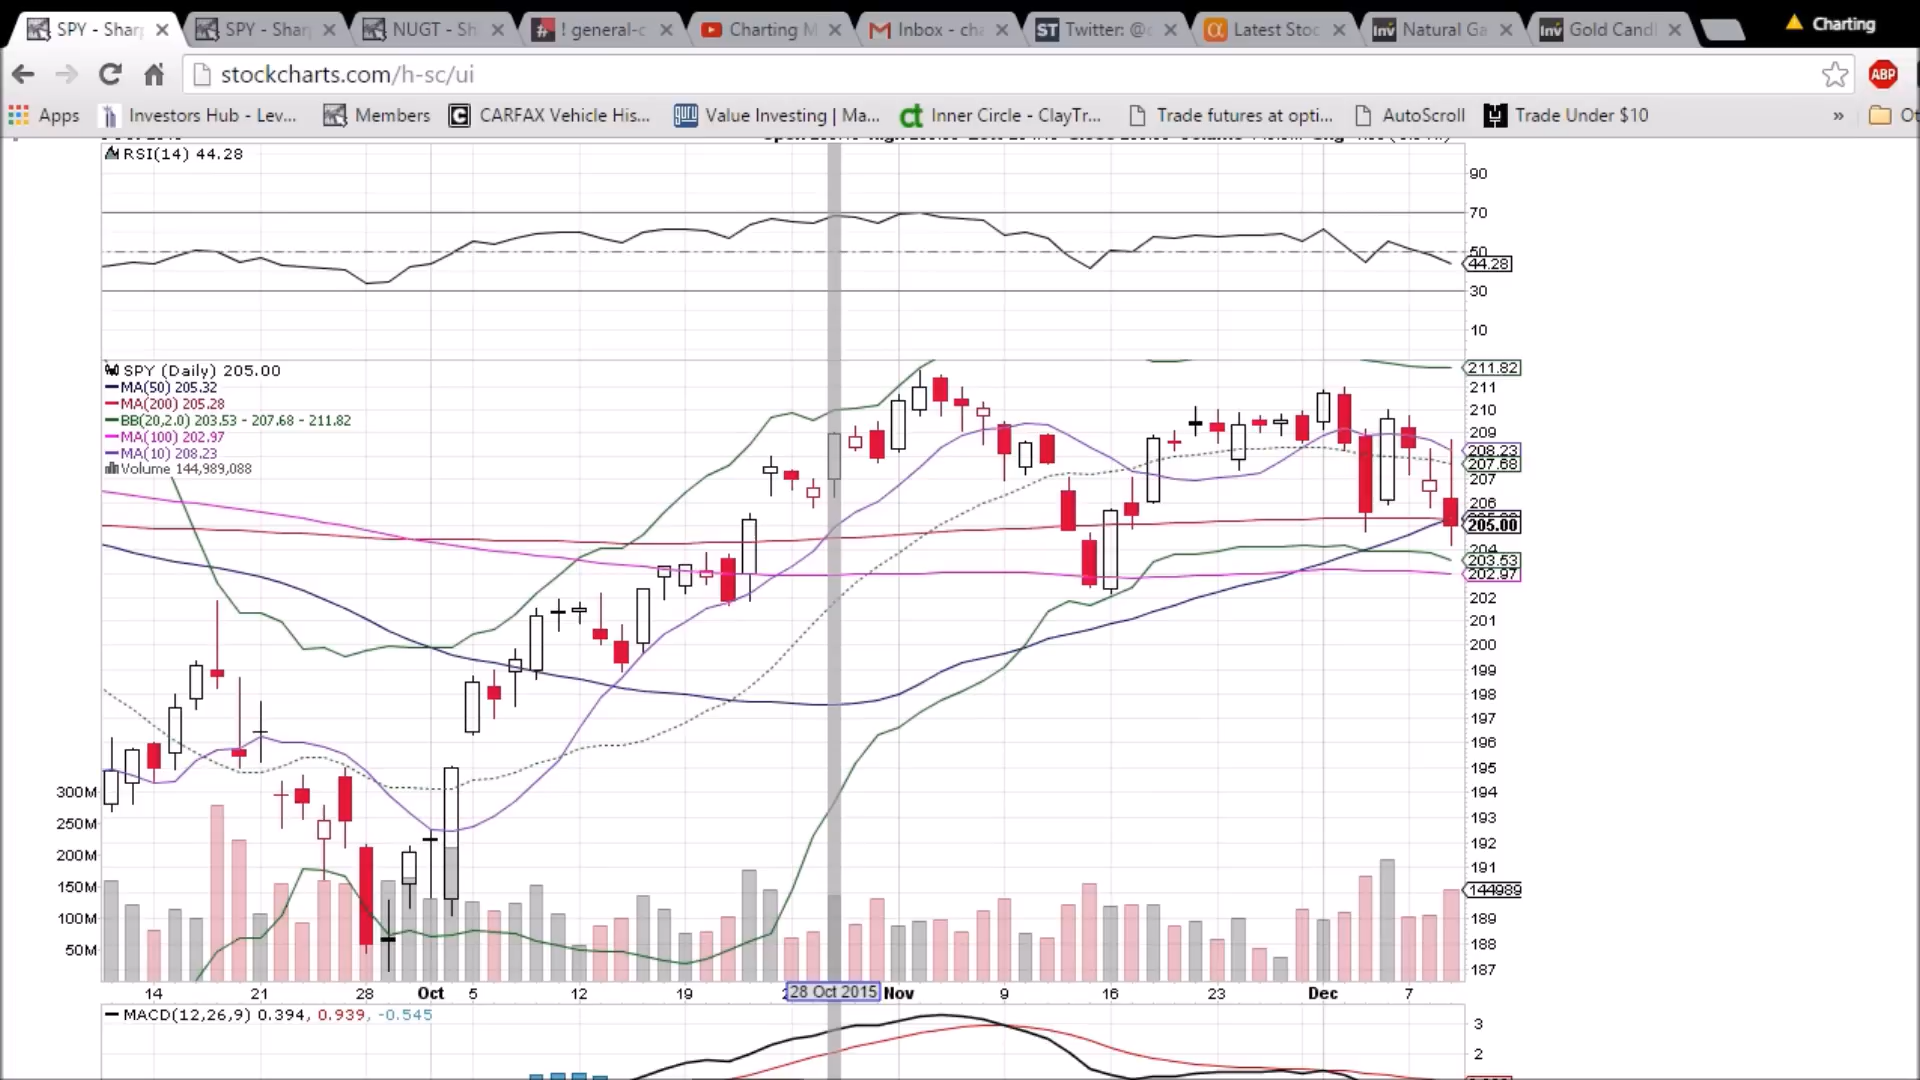 SPY - Shar
SPY - Shar
NUGT - Sh
! general-c
Charting M
Inbox - cha
ST Twitter: @c
Latest Stoc
Inv Natural Ga
Inv Gold Candl
Charting
stockcharts.com/h-sc/ui
ABP
Apps
Investors Hub - Lev...
Members
CARFAX Vehicle His...
guru Value Investing | Ma...
ct Inner Circle - ClayTr...
Trade futures at opti...
AutoScroll
Trade Under $10
»
Ot
RSI(14) 44.28
90
70
50
44.28
30
10
SPY (Daily) 205.00
MA(50) 205.32
MA(200) 205.28
BB(20,2.0) 203.53 - 207.68 - 211.82
MA(100) 202.97
MA(10) 208.23
Volume 144,989,088
211.82
211
210
209
208.23
207.68
207
206
205.00
204
203.53
202.97
202
201
200
199
198
197
196
195
194
193
192
191
144989
189
188
187
300M
250M
200M
150M
100M
50M
14
21
28
Oct
5
12
19
28 Oct 2015
Nov
9
16
23
Dec
7
MACD(12,26,9) 0.394, 0.939, -0.545
3
2